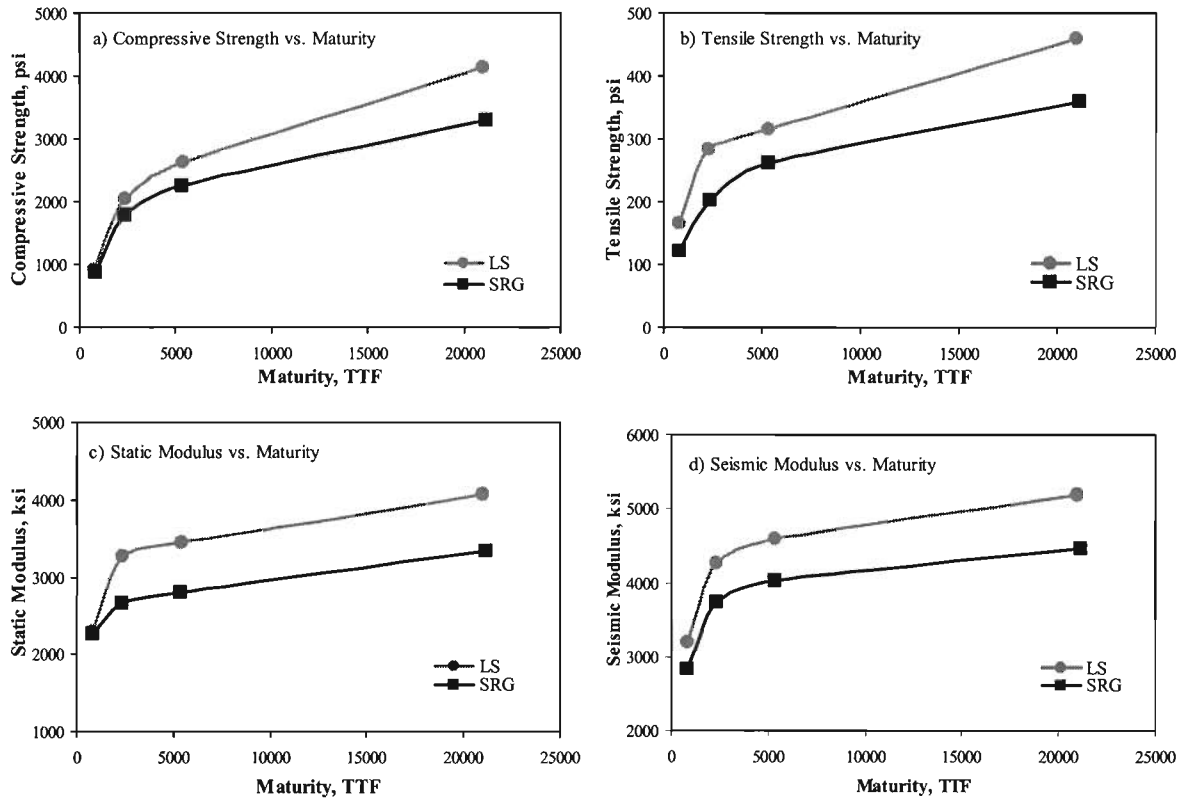 a) Compressive Strength vs. Maturity
5000
4000
3000
2000
1000
0
Compressive Strength, psi
LS
SRG
0 5000 10000 15000 20000 25000
Maturity, TTF
b) Tensile Strength vs. Maturity
500
400
300
200
100
0
Tensile Strength, psi
LS
SRG
0 5000 10000 15000 20000 25000
Maturity, TTF
c) Static Modulus vs. Maturity
5000
4000
3000
2000
1000
Static Modulus, ksi
LS
SRG
0 5000 10000 15000 20000 25000
Maturity, TTF
d) Seismic Modulus vs. Maturity
6000
5000
4000
3000
2000
Seismic Modulus, ksi
LS
SRG
0 5000 10000 15000 20000 25000
Maturity, TTF